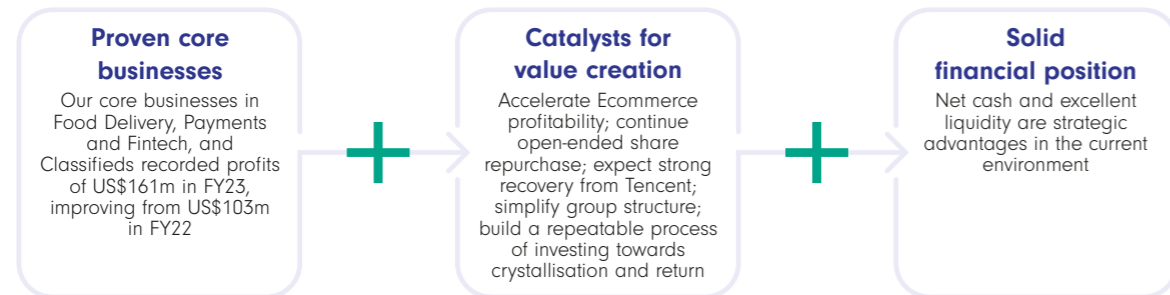 Proven core
businesses
Our core businesses in
Food Delivery, Payments
and Fintech, and
Classifieds recorded profits
of US$161m in FY23,
improving from US$103m
in FY22
Catalysts for
value creation
Accelerate Ecommerce
profitability; continue
open-ended share
repurchase; expect strong
recovery from Tencent;
simplify group structure;
build a repeatable process
of investing towards
crystallisation and return
Solid
financial position
Net cash and excellent
liquidity are strategic
advantages in the current
environment